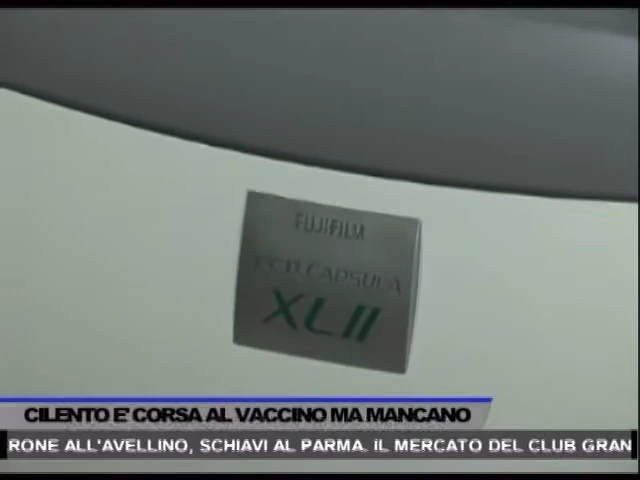 FUJIFILM
FCR CAPSULA
XLII
CILENTO E' CORSA AL VACCINO MA MANCANO
RONE ALL'AVELLINO, SCHIAVI AL PARMA. IL MERCATO DEL CLUB GRAN